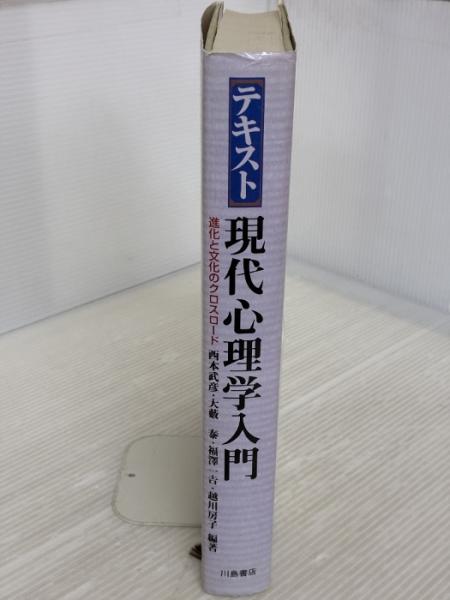 テキスト
現代心理学入門
進化と文化のクロスロード
西本武彦・大藪 泰・福澤一吉・越川房子 編著
川島書店